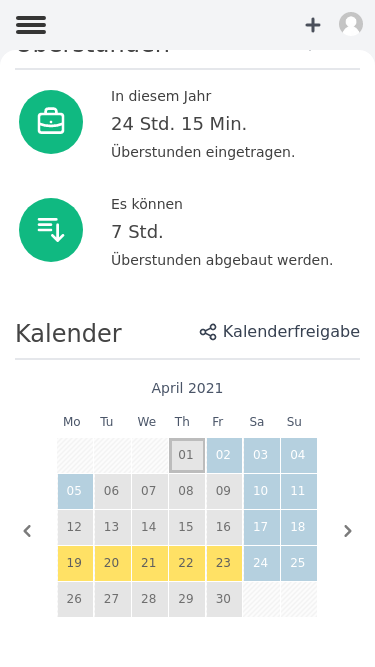 Überstunden
In diesem Jahr
24 Std. 15 Min.
Überstunden eingetragen.
Es können
7 Std.
Überstunden abgebaut werden.
Kalender
Kalenderfreigabe
April 2021
Mo Tu We Th Fr Sa Su
01 02 03 04
05 06 07 08 09 10 11
12 13 14 15 16 17 18
19 20 21 22 23 24 25
26 27 28 29 30